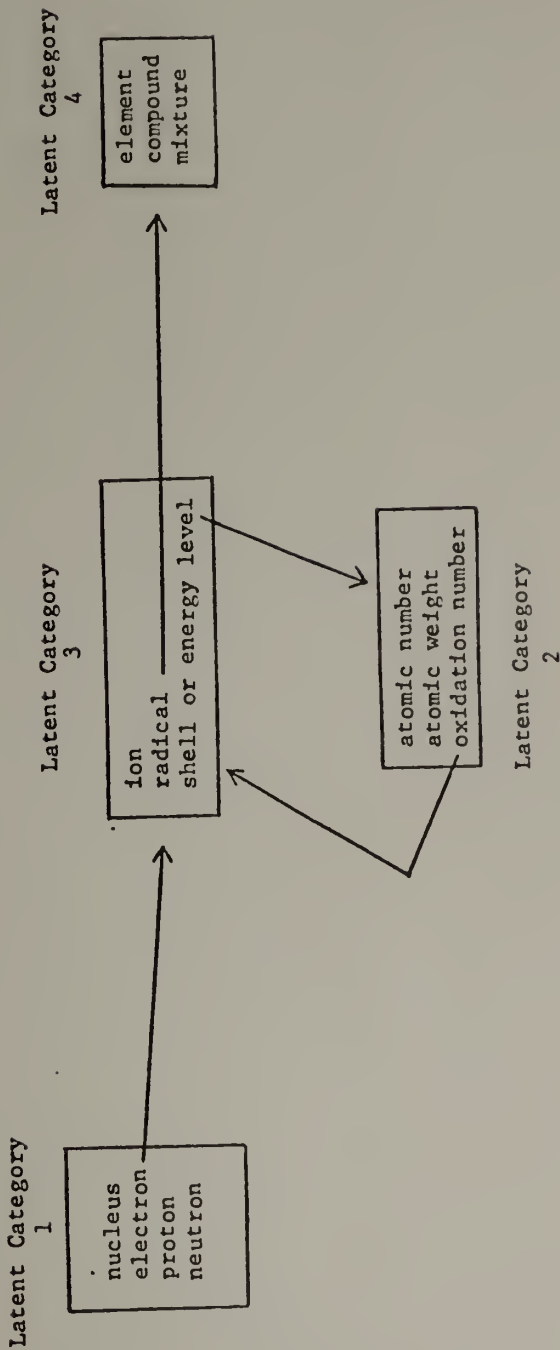 Latent Category
1
nucleus
electron
proton
neutron
Latent Category
3
ion
radical
shell or energy level
Latent Category
4
element
compound
mixture
atomic number
atomic weight
oxidation number
Latent Category
2